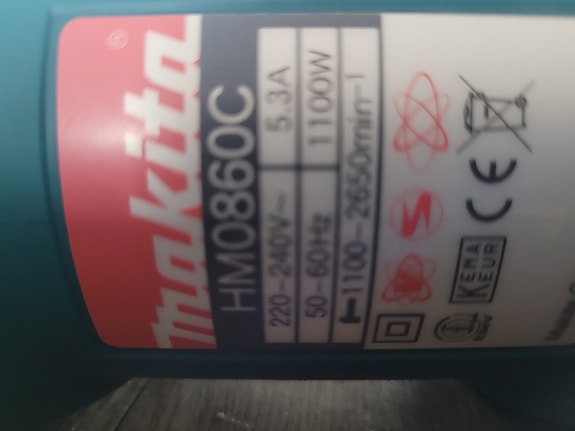 makita
HM0860C
220-240V~ 5.3A
50-60Hz 1100W
1100-2650min⁻¹
S
CE
KEMA
KEUR